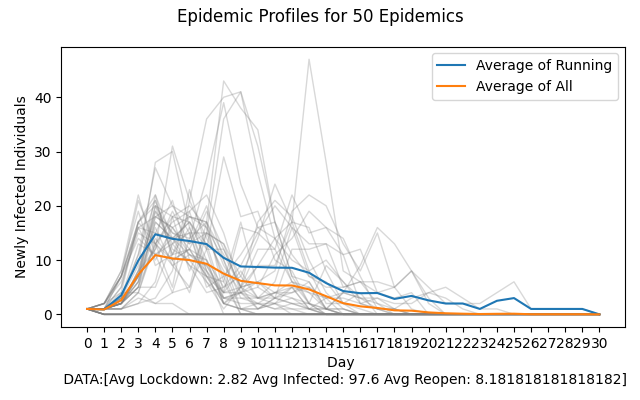 Epidemic Profiles for 50 Epidemics
Average of Running
Average of All
Newly Infected Individuals
40
30
20
10
0
0 1 2 3 4 5 6 7 8 9 10 11 12 13 14 15 16 17 18 19 20 21 22 23 24 25 26 27 28 29 30
Day
DATA:[Avg Lockdown: 2.82 Avg Infected: 97.6 Avg Reopen: 8.181818181818182]